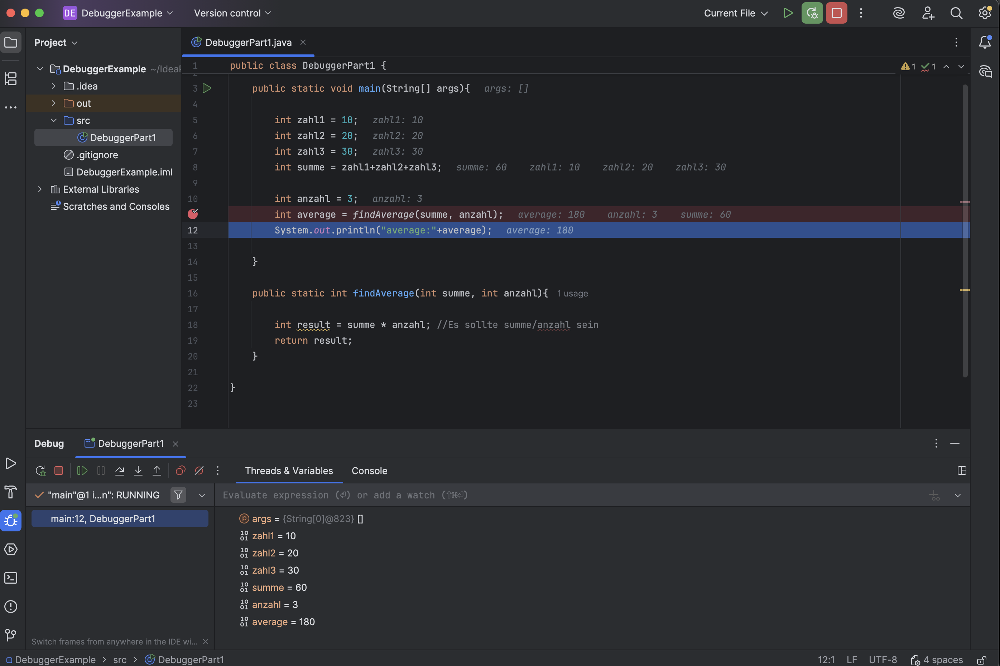 DE DebuggerExample Version control Current File
Project
DebuggerPart1.java
DebuggerExample ~/IdeaP
.idea
out
src
DebuggerPart1
.gitignore
DebuggerExample.iml
External Libraries
Scratches and Consoles
1 public class DebuggerPart1 { 1 1
2
3 public static void main(String[] args){ args: []
4
5 int zahl1 = 10; zahl1: 10
6 int zahl2 = 20; zahl2: 20
7 int zahl3 = 30; zahl3: 30
8 int summe = zahl1+zahl2+zahl3; summe: 60 zahl1: 10 zahl2: 20 zahl3: 30
9
10 int anzahl = 3; anzahl: 3
int average = findAverage(summe, anzahl); average: 180 anzahl: 3 summe: 60
12 System.out.println("average:"+average); average: 180
13
14 }
15
16 public static int findAverage(int summe, int anzahl){ 1 usage
17
18 int result = summe * anzahl; //Es sollte summe/anzahl sein
19 return result;
20 }
21
22 }
23
Debug DebuggerPart1
Threads & Variables Console
"main"@1 i...n": RUNNING
Evaluate expression (⏎) or add a watch (⇧⌘⏎)
main:12, DebuggerPart1
args = {String[0]@823} []
zahl1 = 10
zahl2 = 20
zahl3 = 30
summe = 60
anzahl = 3
average = 180
Switch frames from anywhere in the IDE wi...
DebuggerExample > src > DebuggerPart1 12:1 LF UTF-8 4 spaces